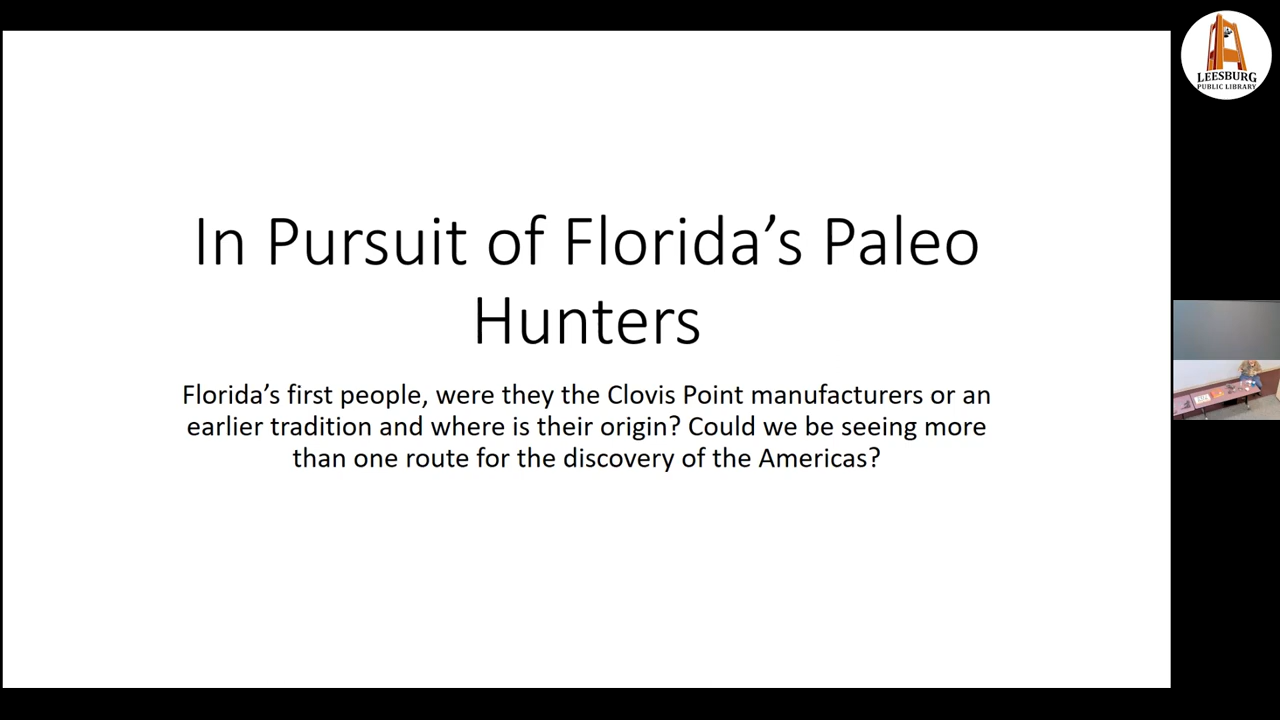 LEESBURG
PUBLIC LIBRARY
In Pursuit of Florida’s Paleo
Hunters
Florida’s first people, were they the Clovis Point manufacturers or an
earlier tradition and where is their origin? Could we be seeing more
than one route for the discovery of the Americas?